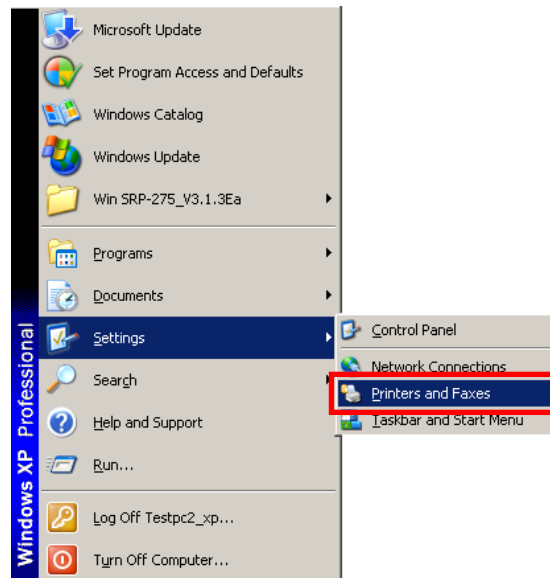 Microsoft Update
Set Program Access and Defaults
Windows Catalog
Windows Update
Win SRP-275_V3.1.3Ea
Programs
Documents
Settings
Search
Help and Support
Run...
Log Off Testpc2_xp...
Turn Off Computer...
Control Panel
Network Connections
Printers and Faxes
Taskbar and Start Menu
Windows XP Professional